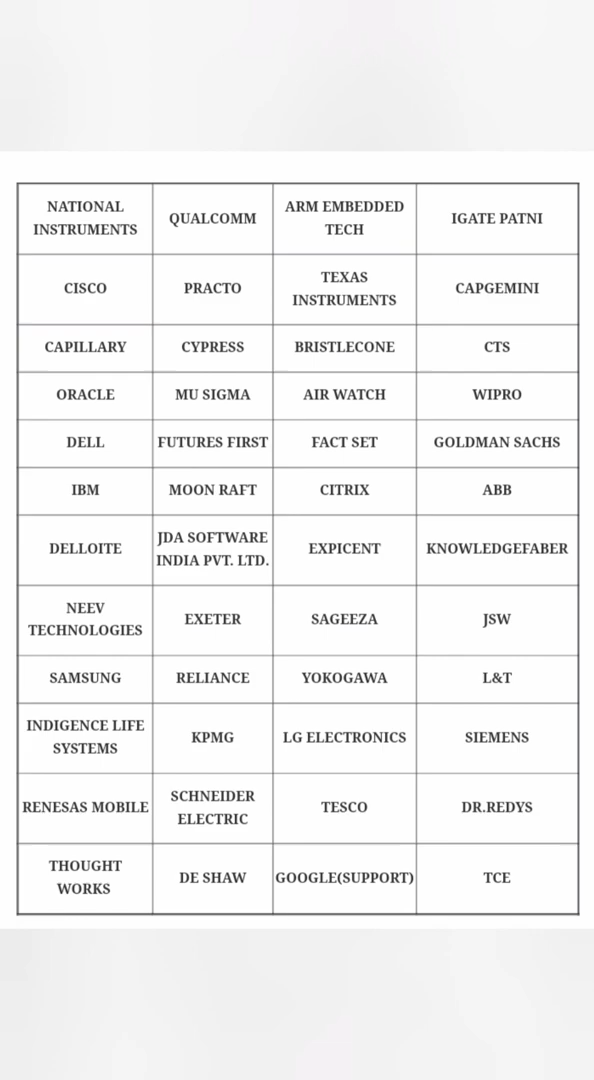 NATIONAL
INSTRUMENTS
QUALCOMM
ARM EMBEDDED
TECH
IGATE PATNI
CISCO
PRACTO
TEXAS
INSTRUMENTS
CAPGEMINI
CAPILLARY
CYPRESS
BRISTLECONE
CTS
ORACLE
MU SIGMA
AIR WATCH
WIPRO
DELL
FUTURES FIRST
FACT SET
GOLDMAN SACHS
IBM
MOON RAFT
CITRIX
ABB
DELLOITE
JDA SOFTWARE
INDIA PVT. LTD.
EXPICENT
KNOWLEDGEFABER
NEEV
TECHNOLOGIES
EXETER
SAGEEZA
JSW
SAMSUNG
RELIANCE
YOKOGAWA
L&T
INDIGENCE LIFE
SYSTEMS
KPMG
LG ELECTRONICS
SIEMENS
RENESAS MOBILE
SCHNEIDER
ELECTRIC
TESCO
DR.REDYS
THOUGHT
WORKS
DE SHAW
GOOGLE(SUPPORT)
TCE